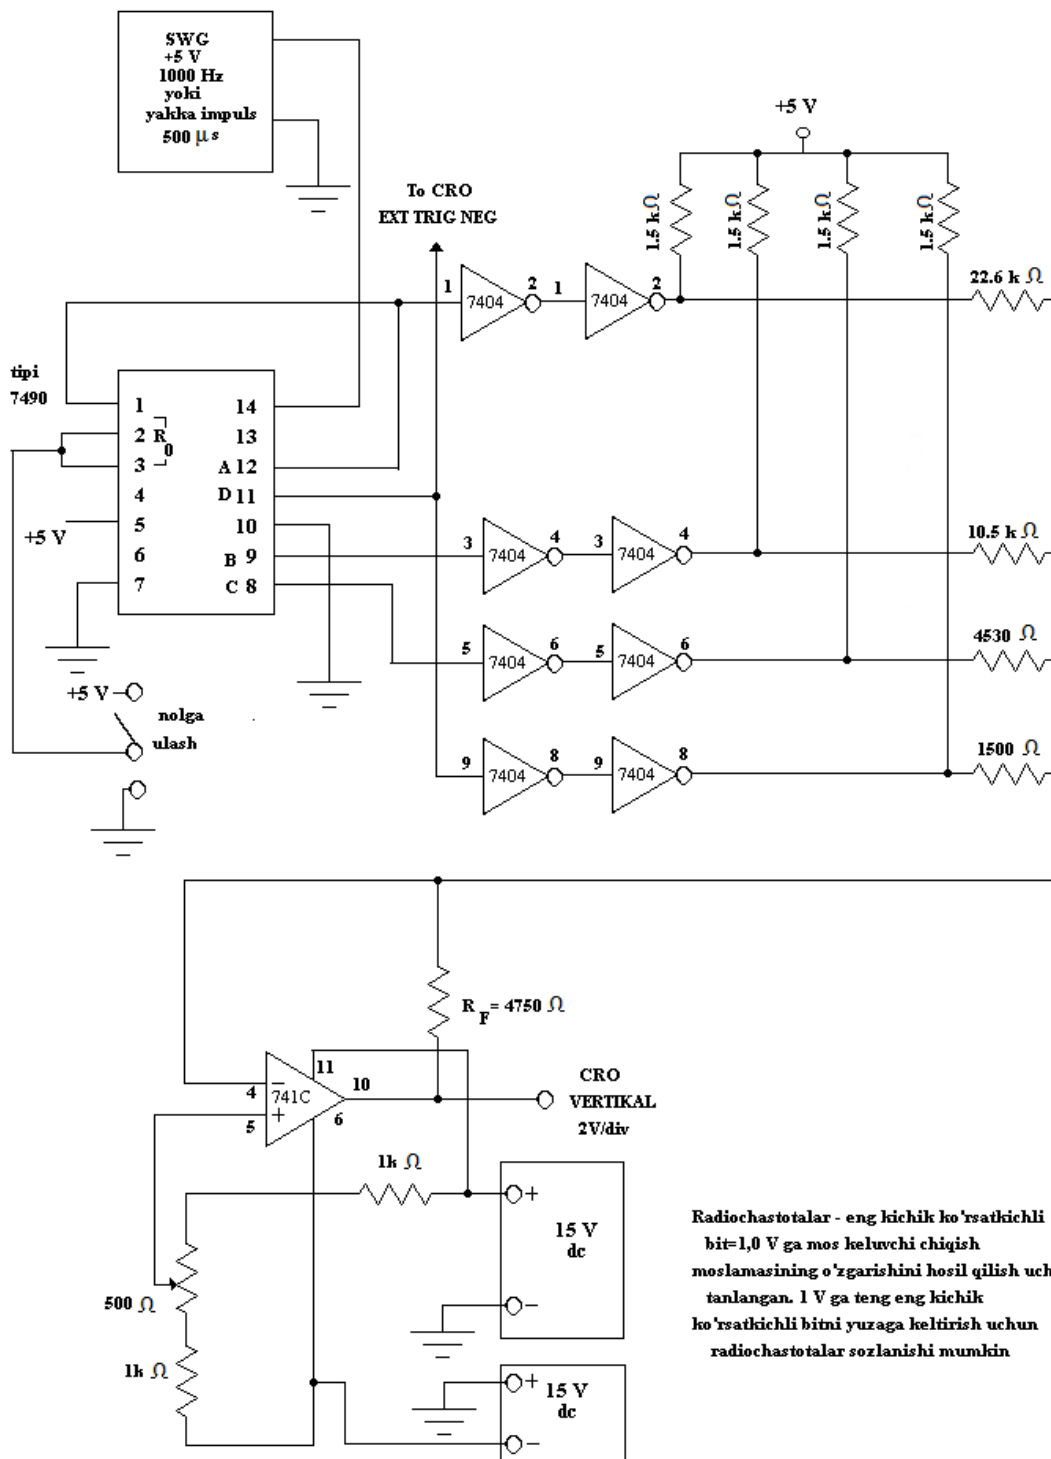 SWG
+5 V
1000 Hz
yoki
yakka impuls
500 µs
To CRO
EXT TRIG NEG
+5 V
1.5 kΩ
1.5 kΩ
1.5 kΩ
1.5 kΩ
1 7404 2 1 7404 2
22.6 k Ω
tipi
7490
1 14
2 R0 13
3 A 12
4 D 11
5 10
6 B 9
7 C 8
+5 V
3 7404 4 3 7404 4
10.5 k Ω
5 7404 6 5 7404 6
4530 Ω
9 7404 8 9 7404 8
1500 Ω
+5 V
nolga
ulash
R F = 4750 Ω
4 − 741C 11 10
5 + 6
CRO
VERTIKAL
2V/div
1k Ω
500 Ω
1k Ω
+
15 V
dc
−
+
15 V
dc
−
Radiochastotalar - eng kichik ko'rsatkichli
bit=1,0 V ga mos keluvchi chiqish
moslamasining o'zgarishini hosil qilish uch
tanlangan. 1 V ga teng eng kichik
ko'rsatkichli bitni yuzaga keltirish uchun
radiochastotalar sozlanishi mumkin